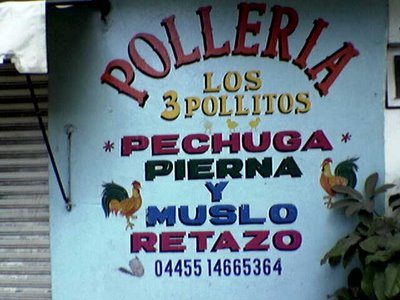 POLLERIA
LOS
3 POLLITOS
* PECHUGA *
PIERNA
Y
MUSLO
RETAZO
04455 14665364